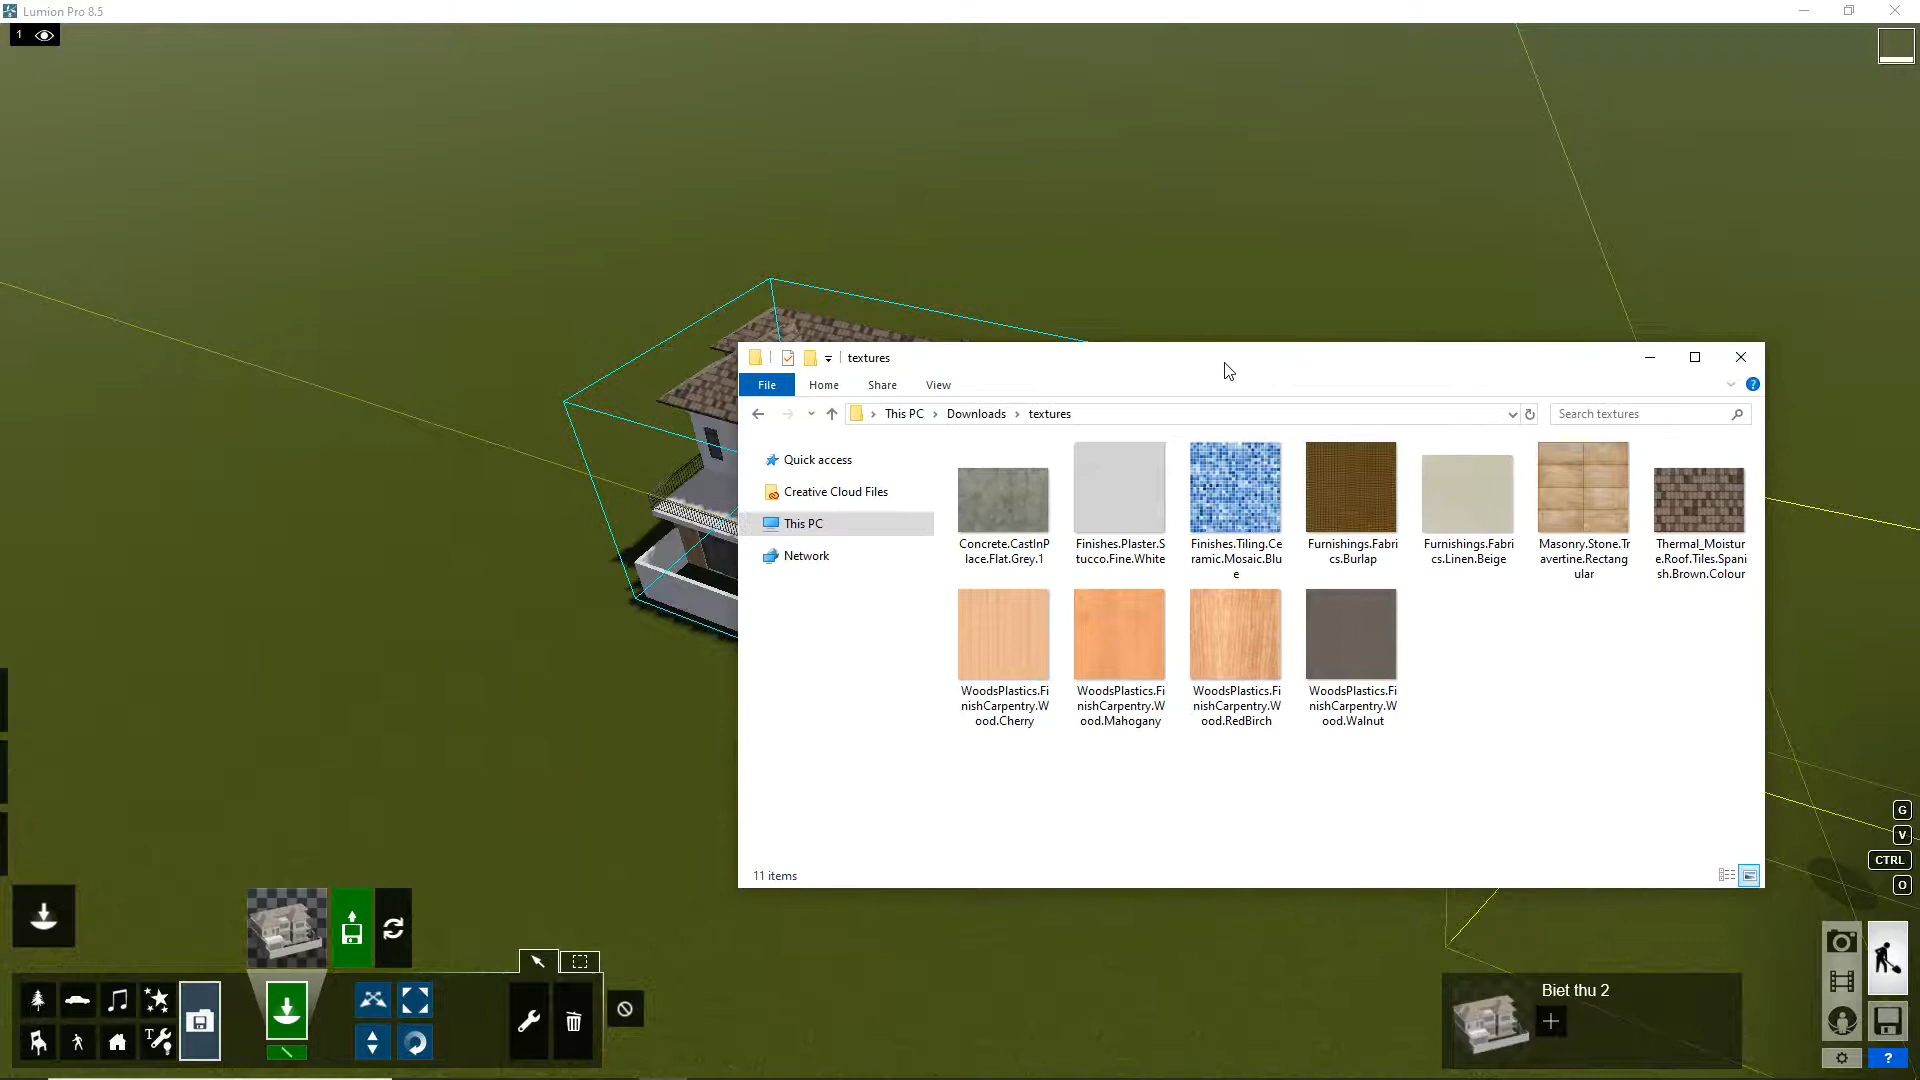 Lumion Pro 8.5
1
textures
File
Home
Share
View
This PC
Downloads
textures
Search textures
Quick access
Creative Cloud Files
This PC
Network
Concrete.CastInP
lace.Flat.Grey.1
Finishes.Plaster.S
tucco.Fine.White
Finishes.Tiling.Ce
ramic.Mosaic.Blu
e
Furnishings.Fabri
cs.Burlap
Furnishings.Fabri
cs.Linen.Beige
Masonry.Stone.Tr
avertine.Rectang
ular
Thermal_Moistur
e.Roof.Tiles.Spani
sh.Brown.Colour
WoodsPlastics.Fi
nishCarpentry.W
ood.Cherry
WoodsPlastics.Fi
nishCarpentry.W
ood.Mahogany
WoodsPlastics.Fi
nishCarpentry.W
ood.RedBirch
WoodsPlastics.Fi
nishCarpentry.W
ood.Walnut
11 items
G
V
CTRL
O
Biet thu 2
T
?